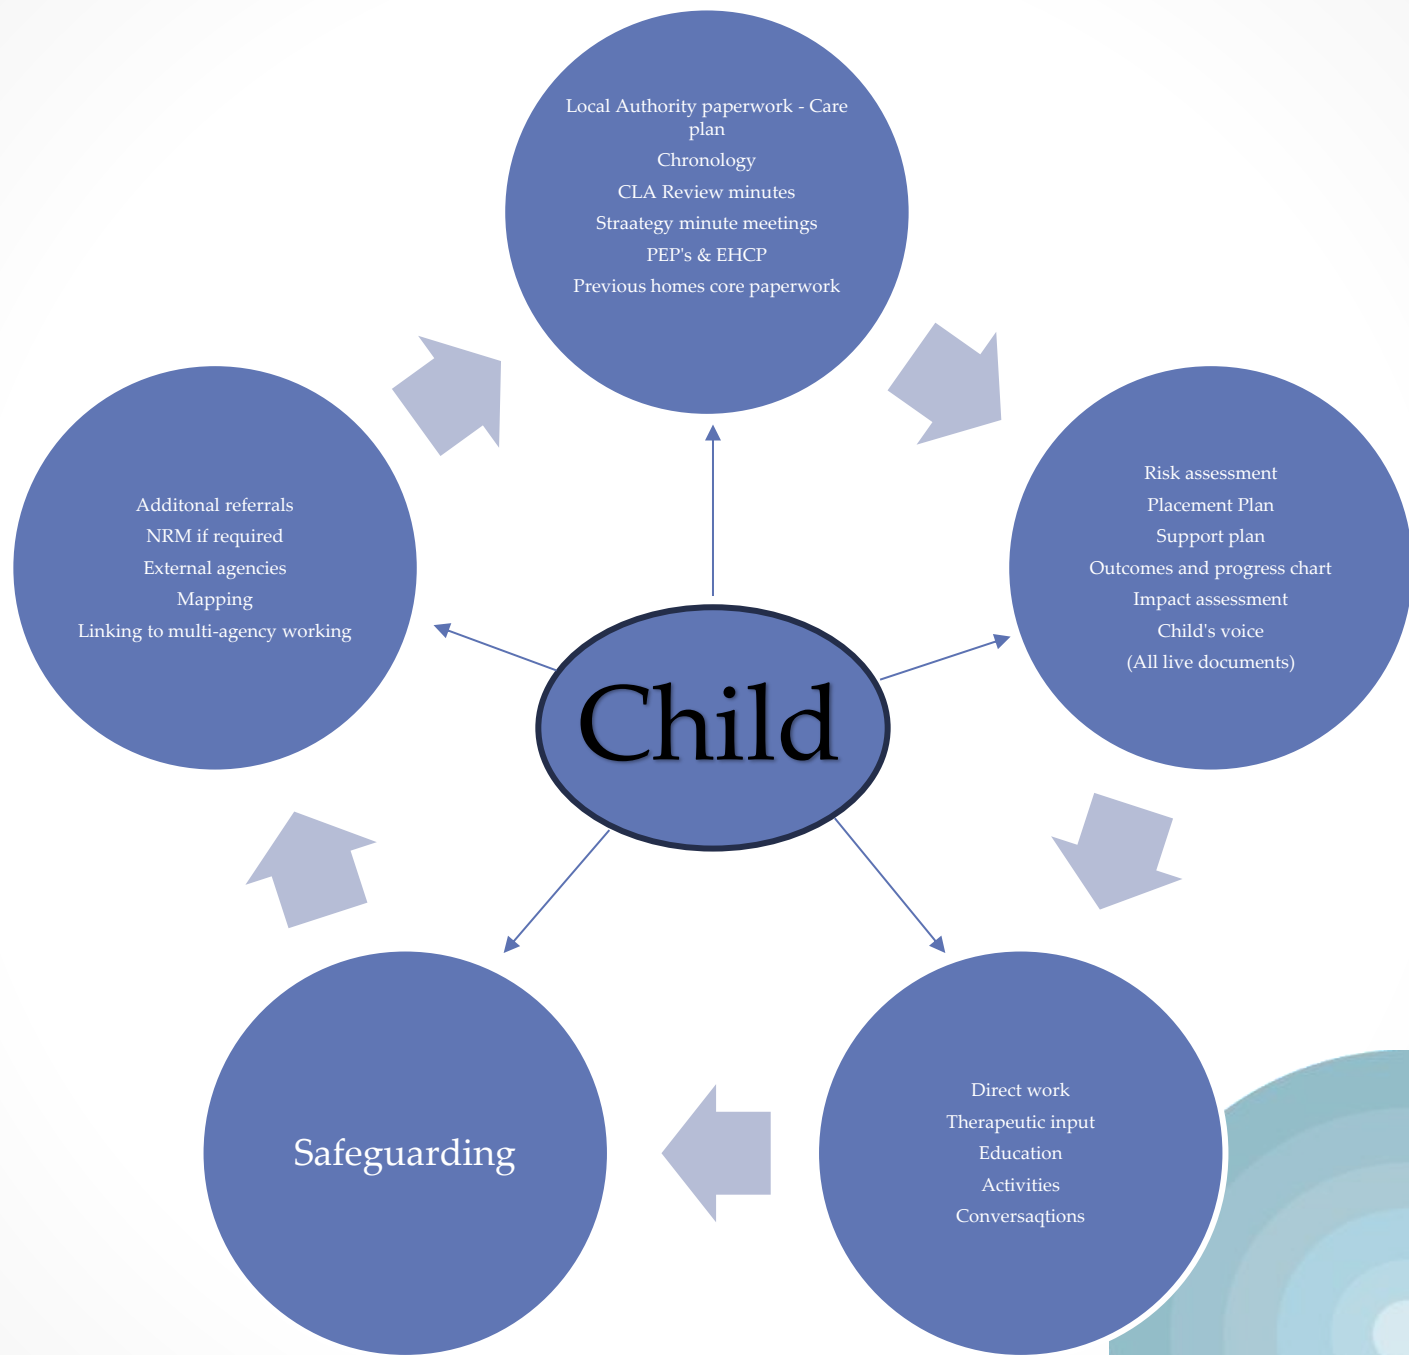 Local Authority paperwork - Care
plan
Chronology
CLA Review minutes
Straategy minute meetings
PEP's & EHCP
Previous homes core paperwork
Risk assessment
Placement Plan
Support plan
Outcomes and progress chart
Impact assessment
Child's voice
(All live documents)
Additonal referrals
NRM if required
External agencies
Mapping
Linking to multi-agency working
Child
Direct work
Therapeutic input
Education
Activities
Conversaqtions
Safeguarding